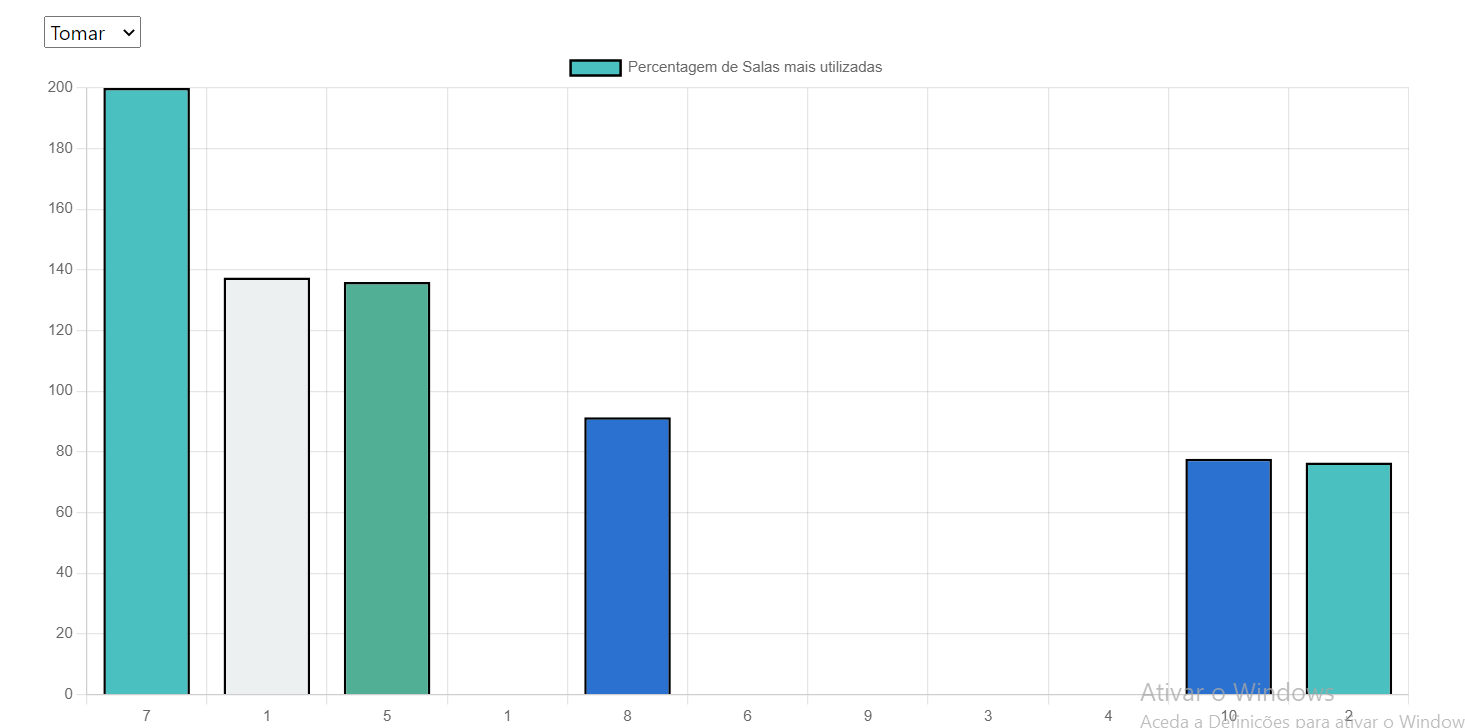 Tomar
Percentagem de Salas mais utilizadas
200
180
160
140
120
100
80
60
40
20
0
7 1 5 1 8 6 9 3 4 10 2
Ativar o Windows
Aceda a Definições para ativar o Window